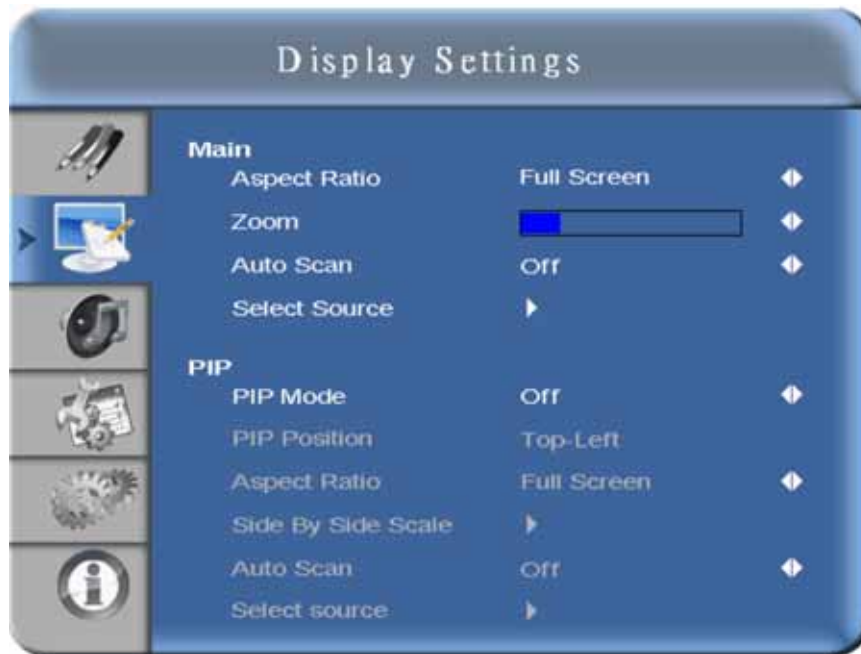 Display Settings
Main
Aspect Ratio Full Screen
Zoom
Auto Scan Off
Select Source
PIP
PIP Mode Off
PIP Position Top-Left
Aspect Ratio Full Screen
Side By Side Scale
Auto Scan Off
Select source